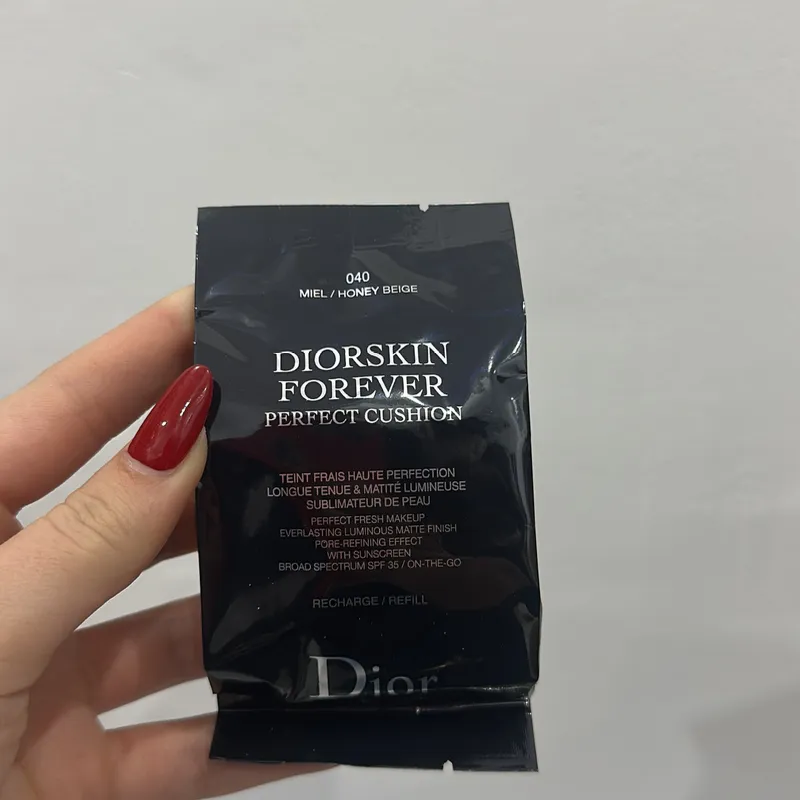 040
MIEL / HONEY BEIGE
DIORSKIN
FOREVER
PERFECT CUSHION
TEINT FRAIS HAUTE PERFECTION
LONGUE TENUE & MATITÉ LUMINEUSE
SUBLIMATEUR DE PEAU
PERFECT FRESH MAKEUP
EVERLASTING LUMINOUS MATTE FINISH
PORE-REFINING EFFECT
WITH SUNSCREEN
BROAD SPECTRUM SPF 35 / ON-THE-GO
RECHARGE / REFILL
Dior